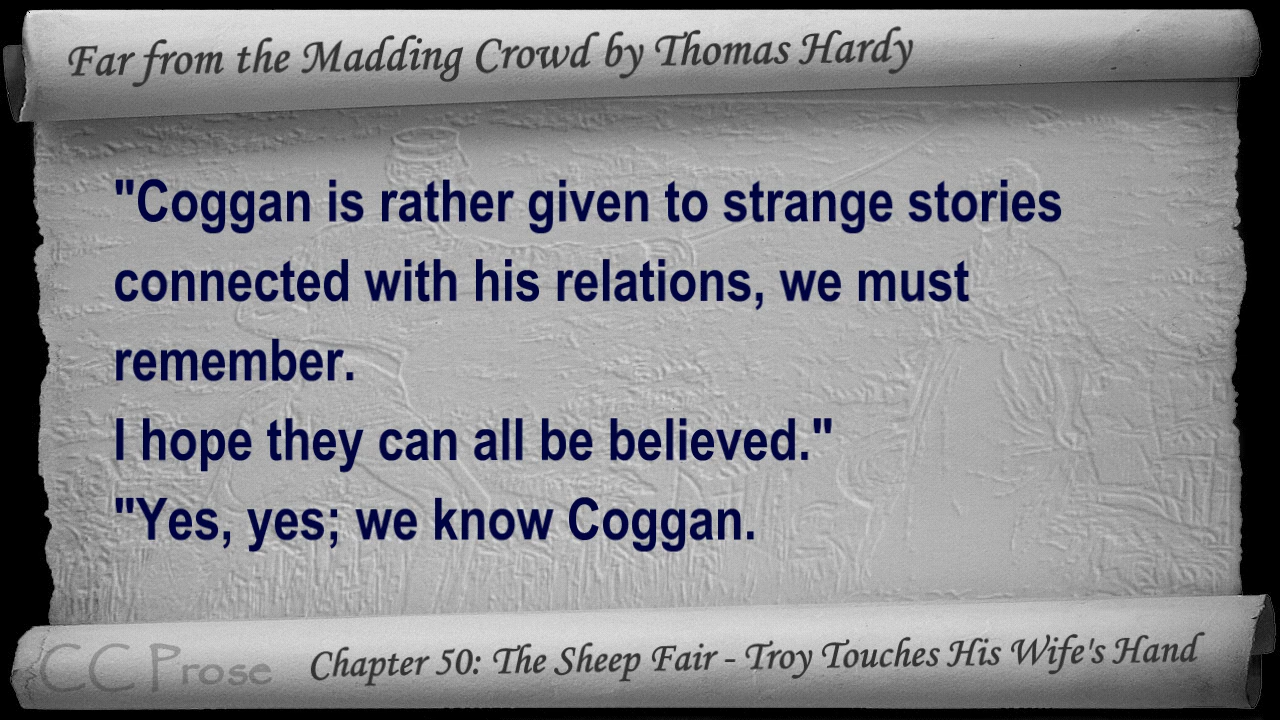 Far from the Madding Crowd by Thomas Hardy
"Coggan is rather given to strange stories
connected with his relations, we must
remember.
I hope they can all be believed."
"Yes, yes; we know Coggan.
CC Prose
Chapter 50: The Sheep Fair - Troy Touches His Wife's Hand